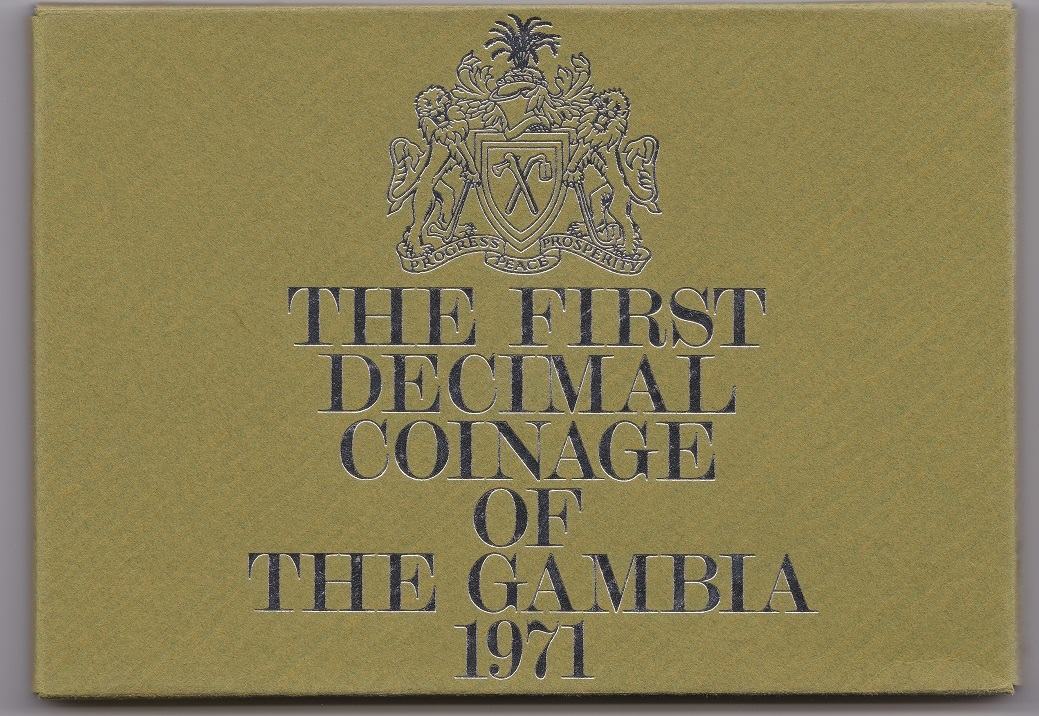 PROGRESS PEACE PROSPERITY
THE FIRST
DECIMAL
COINAGE
OF
THE GAMBIA
1971